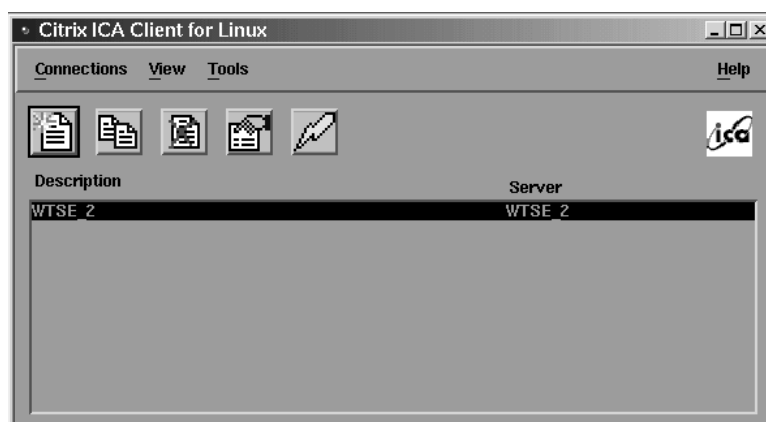 Citrix ICA Client for Linux
Connections View Tools Help
ica
Description Server
WTSE_2 WTSE_2